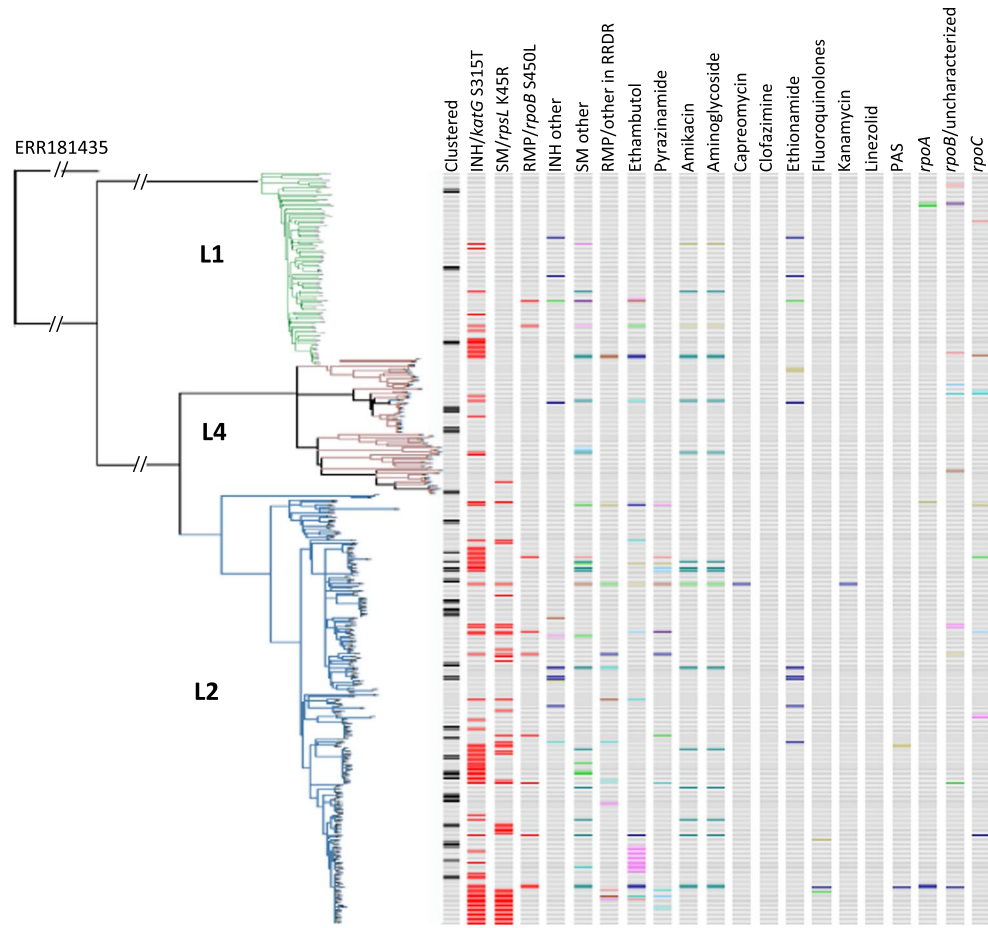 Clustered
INH/katG S315T
SM/rpsL K45R
RMP/rpoB S450L
INH other
SM other
RMP/other in RRDR
Ethambutol
Pyrazinamide
Amikacin
Aminoglycoside
Capreomycin
Clofazimine
Ethionamide
Fluoroquinolones
Kanamycin
Linezolid
PAS
rpoA
rpoB/uncharacterized
rpoC
ERR181435
//
//
L1
//
L4
//
L2